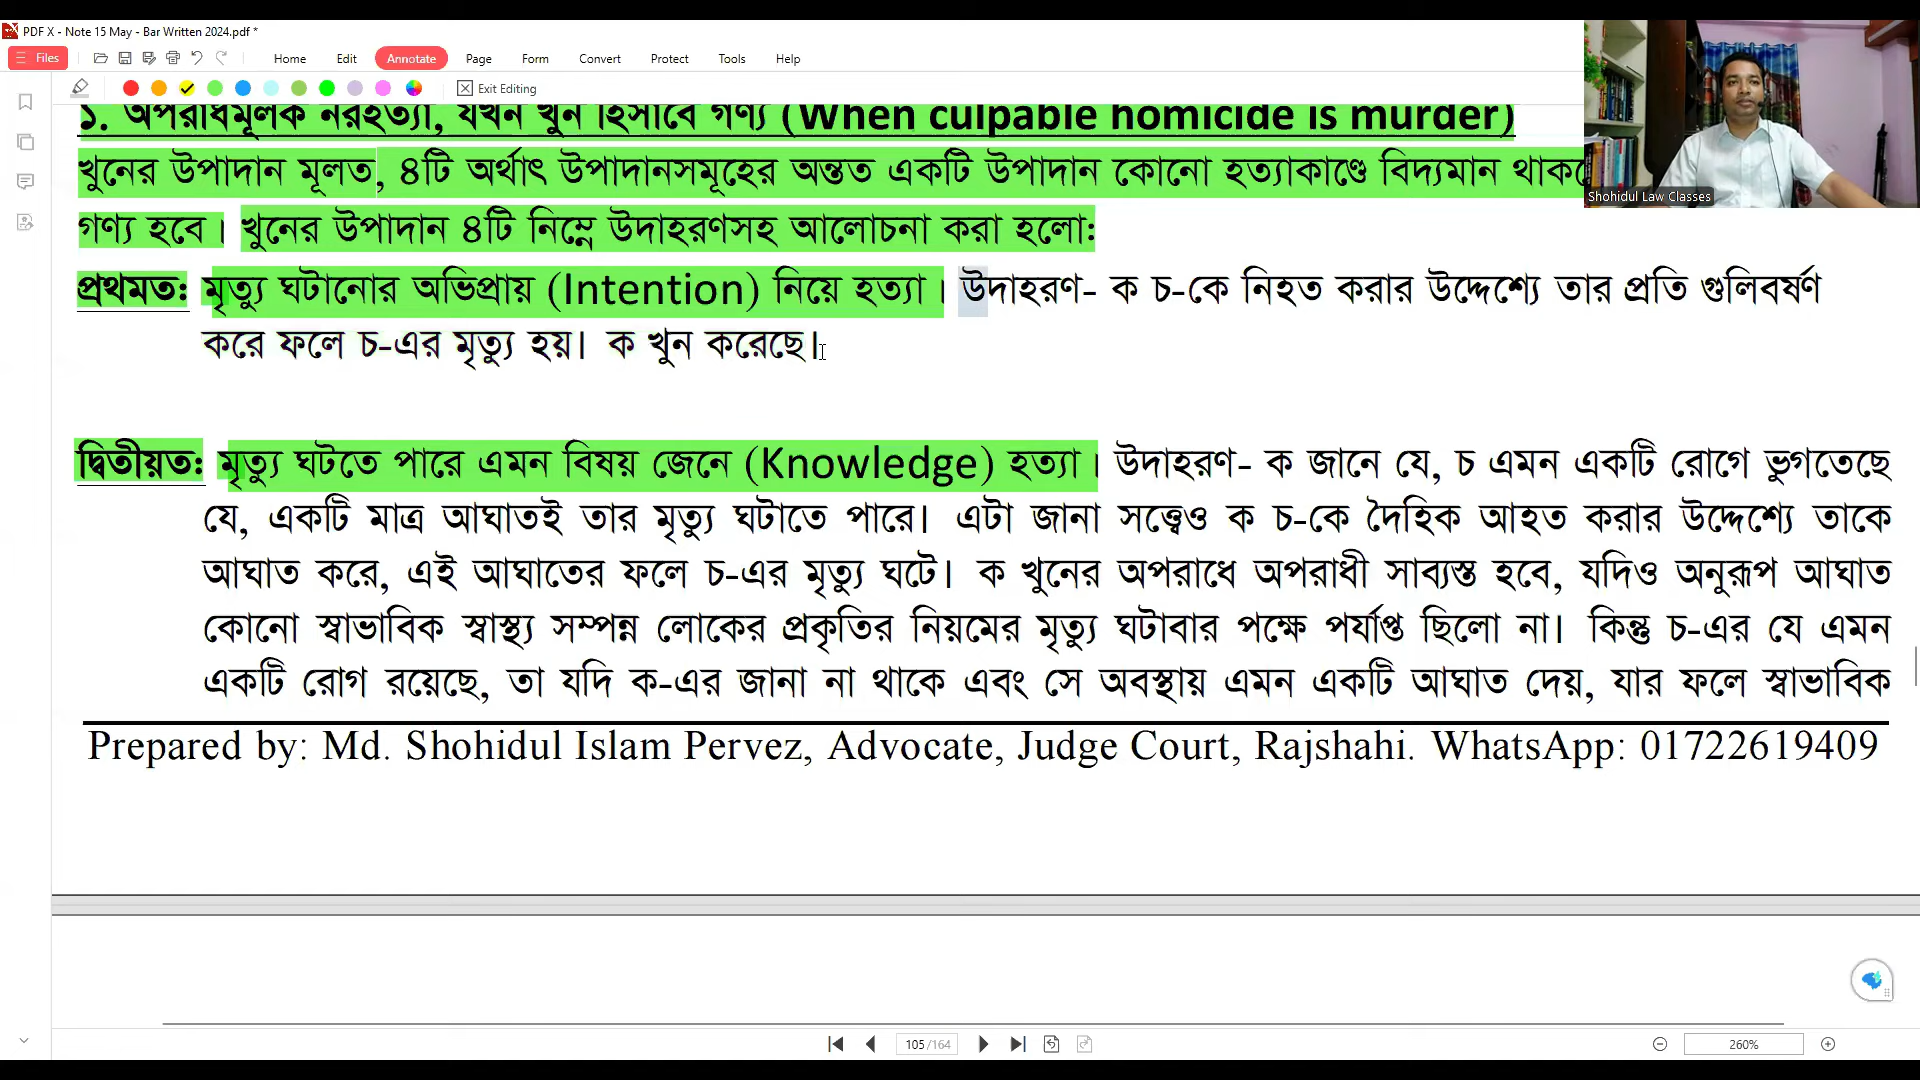 PDF X - Note 15 May - Bar Written 2024.pdf *
Files
Home Edit Annotate Page Form Convert Protect Tools Help
Exit Editing
১. অপরাধমূলক নরহত্যা, যখন খুন হিসাবে গণ্য (When culpable homicide is murder)
খুনের উপাদান মূলত, ৪টি অর্থাৎ উপাদানসমূহের অন্তত একটি উপাদান কোনো হত্যাকাণ্ডে বিদ্যমান
গণ্য হবে। খুনের উপাদান ৪টি নিম্নে উদাহরণসহ আলোচনা করা হলো:
প্রথমত: মৃত্যু ঘটানোর অভিপ্রায় (Intention) নিয়ে হত্যা। উদাহরণ- ক চ-কে নিহত করার উদ্দেশ্যে তার প্রতি গুলিবর্ষণ
করে ফলে চ-এর মৃত্যু হয়। ক খুন করেছে।
দ্বিতীয়ত: মৃত্যু ঘটতে পারে এমন বিষয় জেনে (Knowledge) হত্যা। উদাহরণ- ক জানে যে, চ এমন একটি রোগে ভুগতেছে
যে, একটি মাত্র আঘাতই তার মৃত্যু ঘটাতে পারে। এটা জানা সত্ত্বেও ক চ-কে দৈহিক আহত করার উদ্দেশ্যে তাকে
আঘাত করে, এই আঘাতের ফলে চ-এর মৃত্যু ঘটে। ক খুনের অপরাধে অপরাধী সাব্যস্ত হবে, যদিও অনুরূপ আঘাত
কোনো স্বাভাবিক স্বাস্থ্য সম্পন্ন লোকের প্রকৃতির নিয়মের মৃত্যু ঘটাবার পক্ষে পর্যাপ্ত ছিলো না। কিন্তু চ-এর যে এমন
একটি রোগ রয়েছে, তা যদি ক-এর জানা না থাকে এবং সে অবস্থায় এমন একটি আঘাত দেয়, যার ফলে স্বাভাবিক
Prepared by: Md. Shohidul Islam Pervez, Advocate, Judge Court, Rajshahi. WhatsApp: 01722619409
Shohidul Law Classes
105 /164
260%